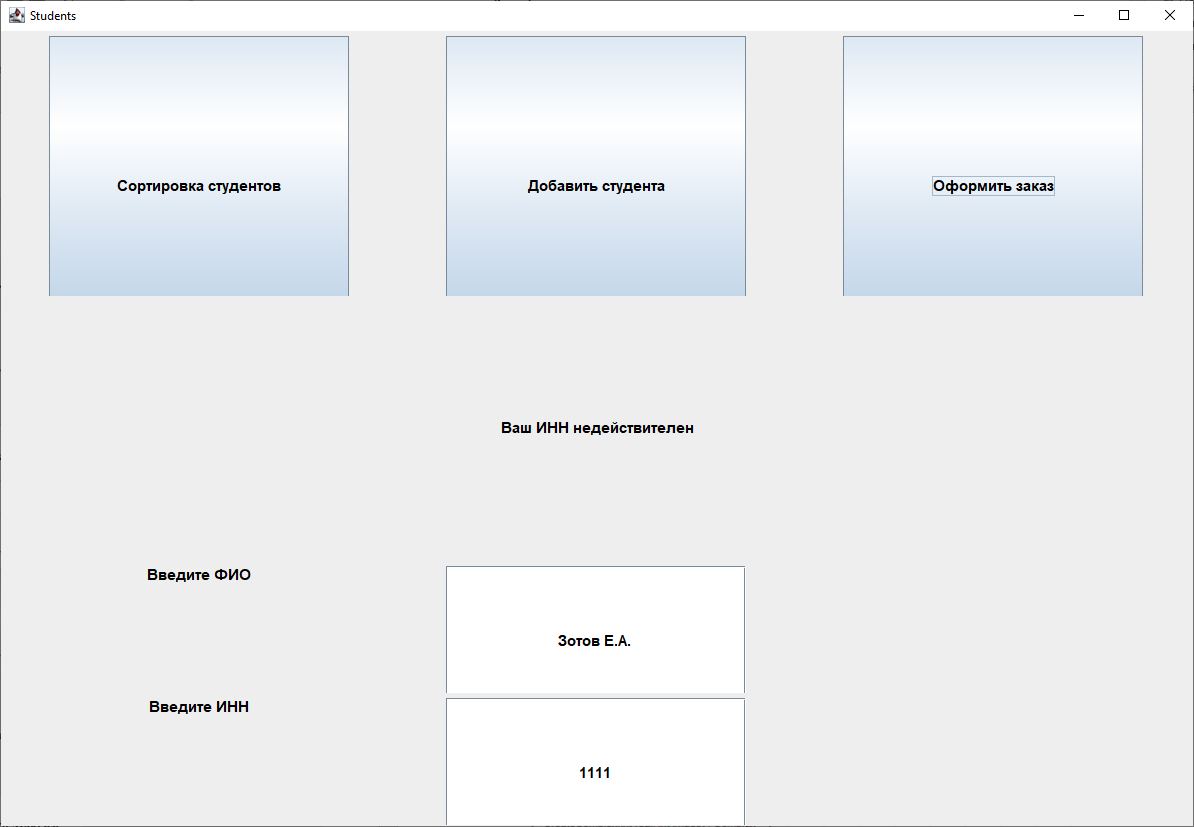 Students
Сортировка студентов
Добавить студента
Оформить заказ
Ваш ИНН недействителен
Введите ФИО
Зотов Е.А.
Введите ИНН
1111